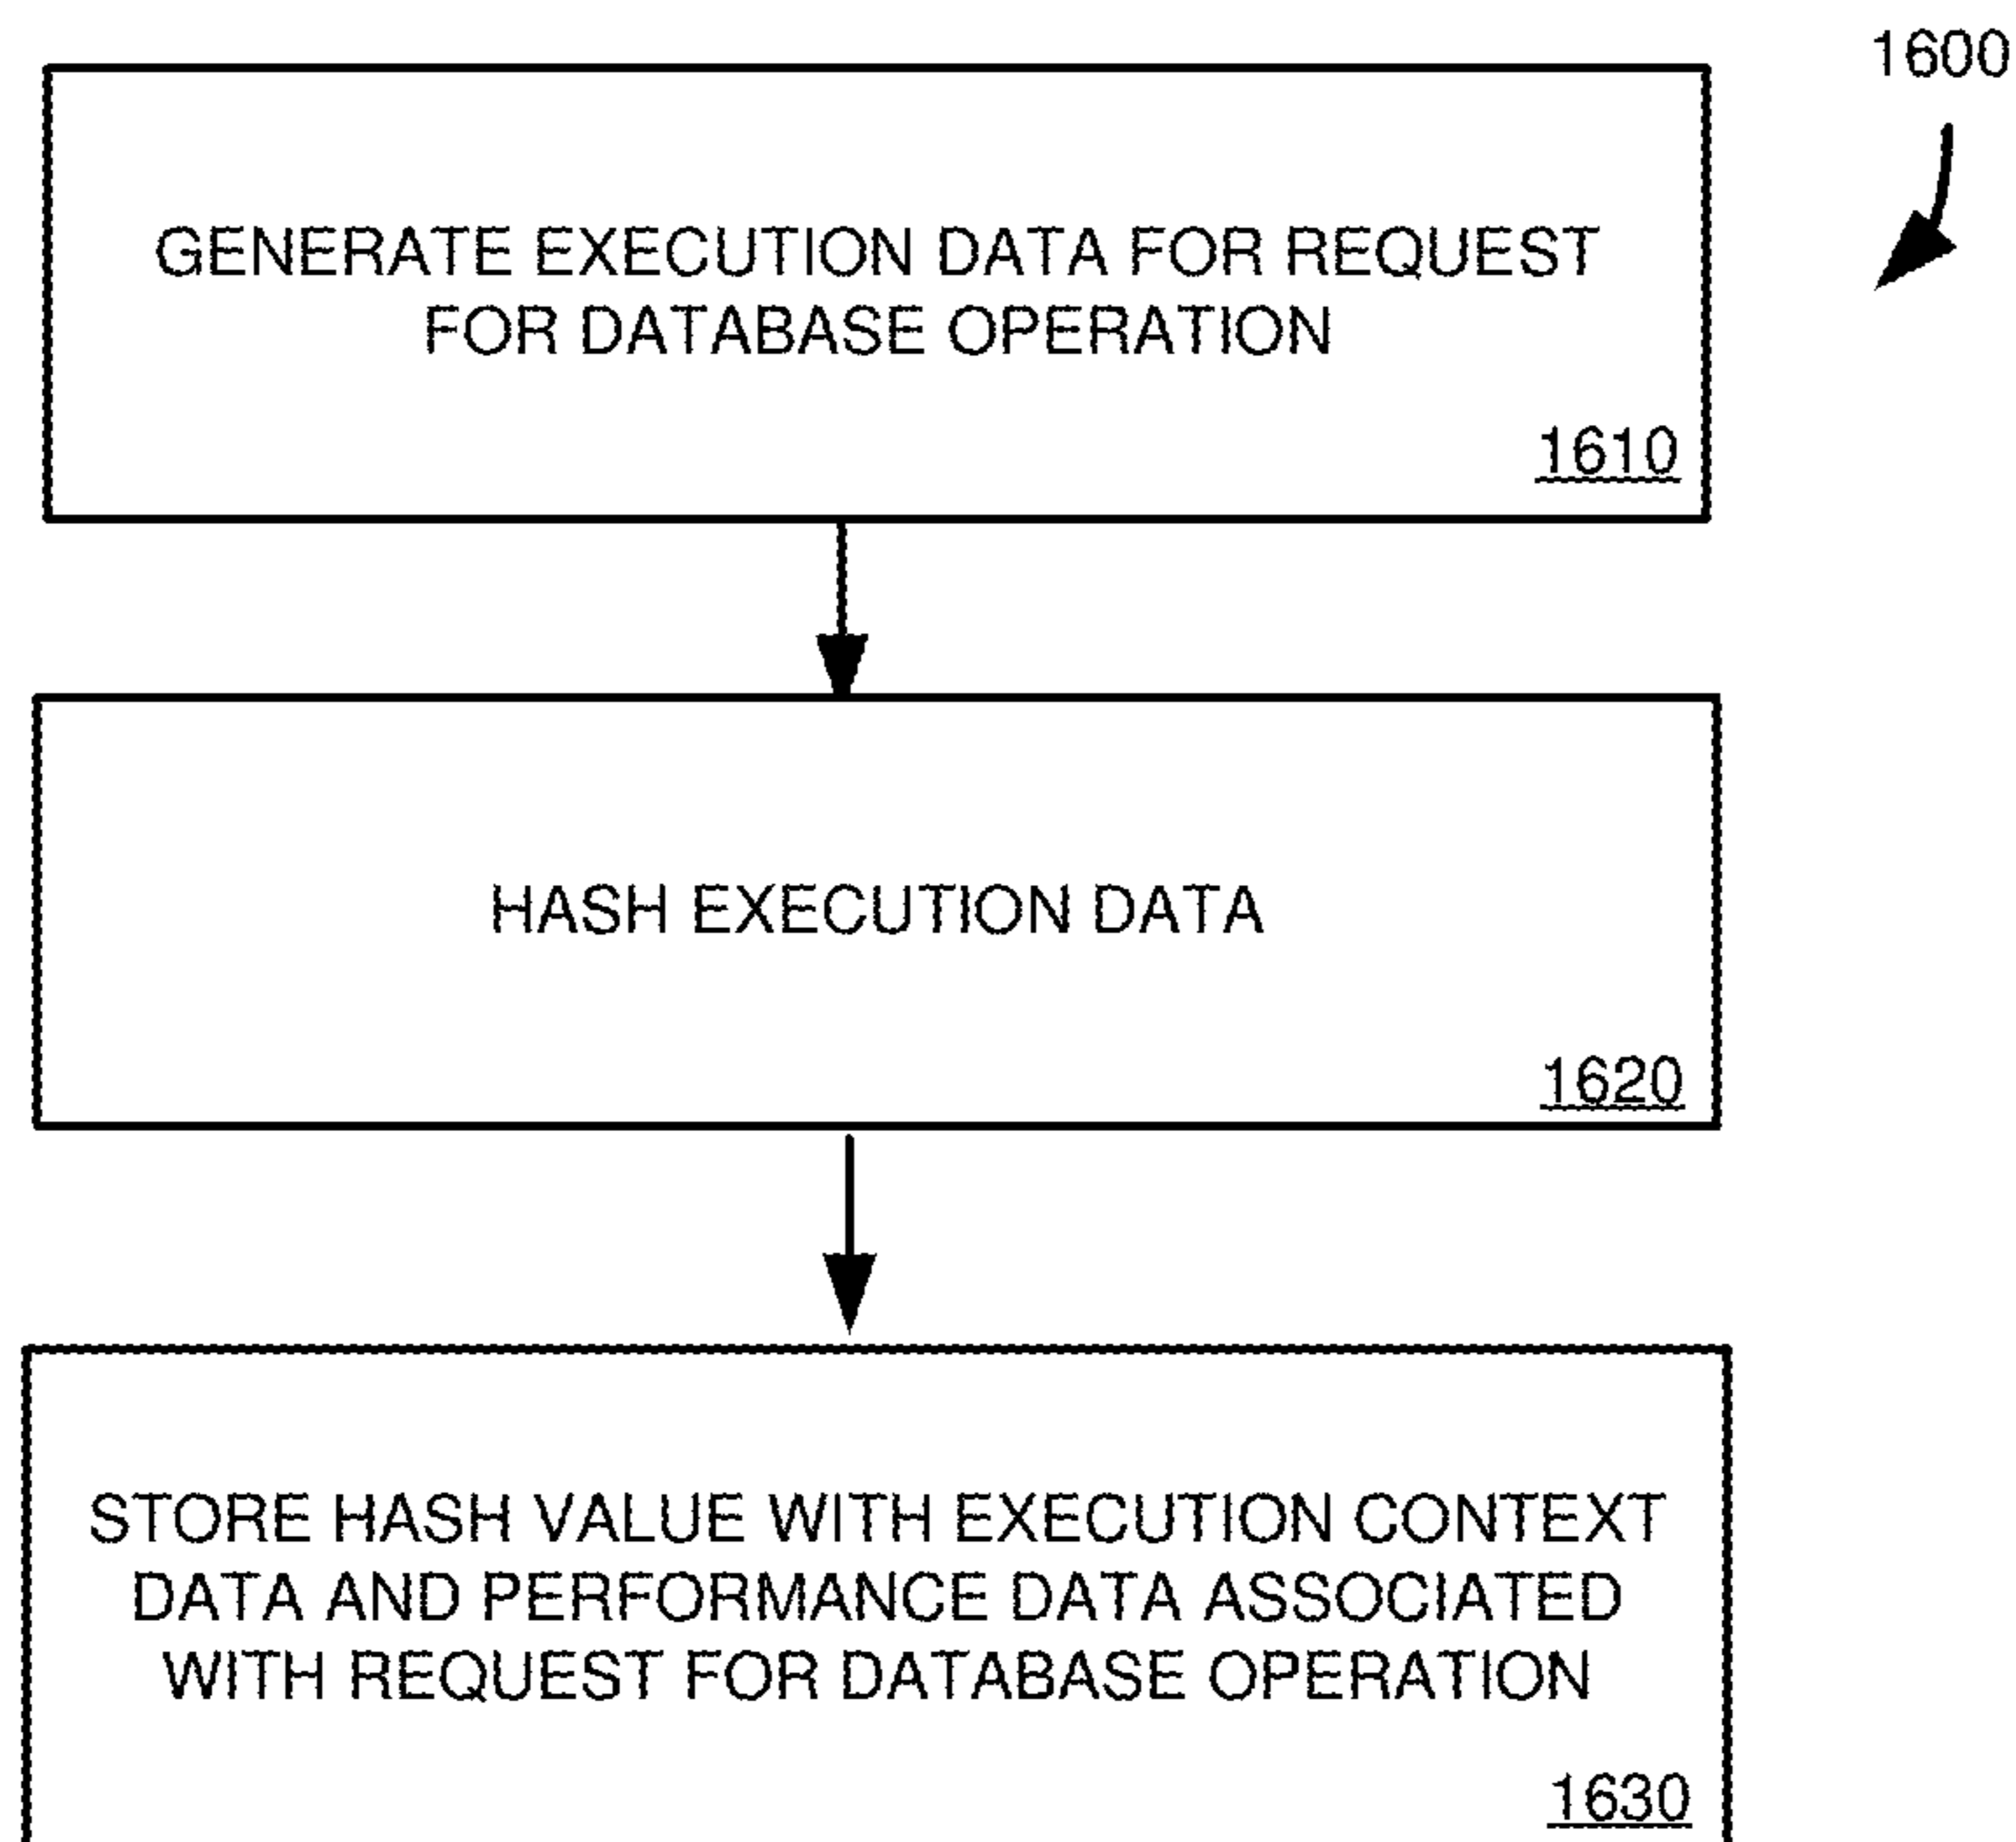 1600
GENERATE EXECUTION DATA FOR REQUEST
FOR DATABASE OPERATION
1610
HASH EXECUTION DATA
1620
STORE HASH VALUE WITH EXECUTION CONTEXT
DATA AND PERFORMANCE DATA ASSOCIATED
WITH REQUEST FOR DATABASE OPERATION
1630